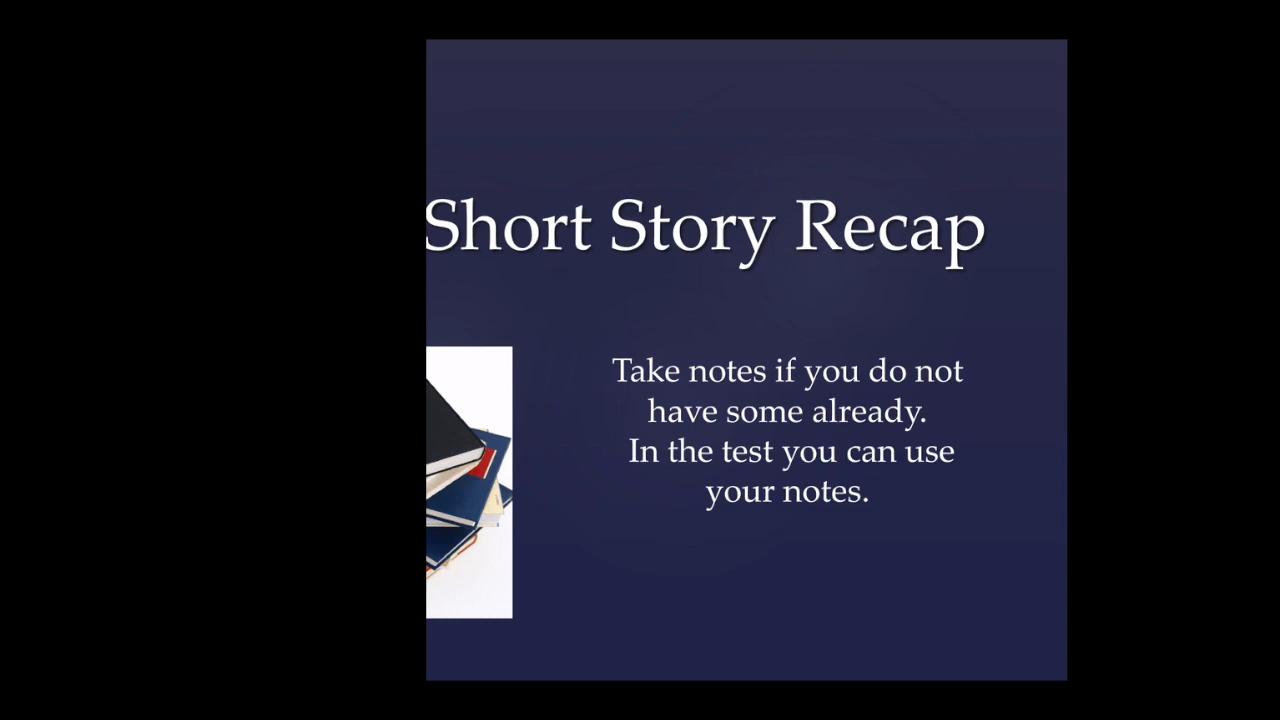 Short Story Recap
Take notes if you do not
have some already.
In the test you can use
your notes.